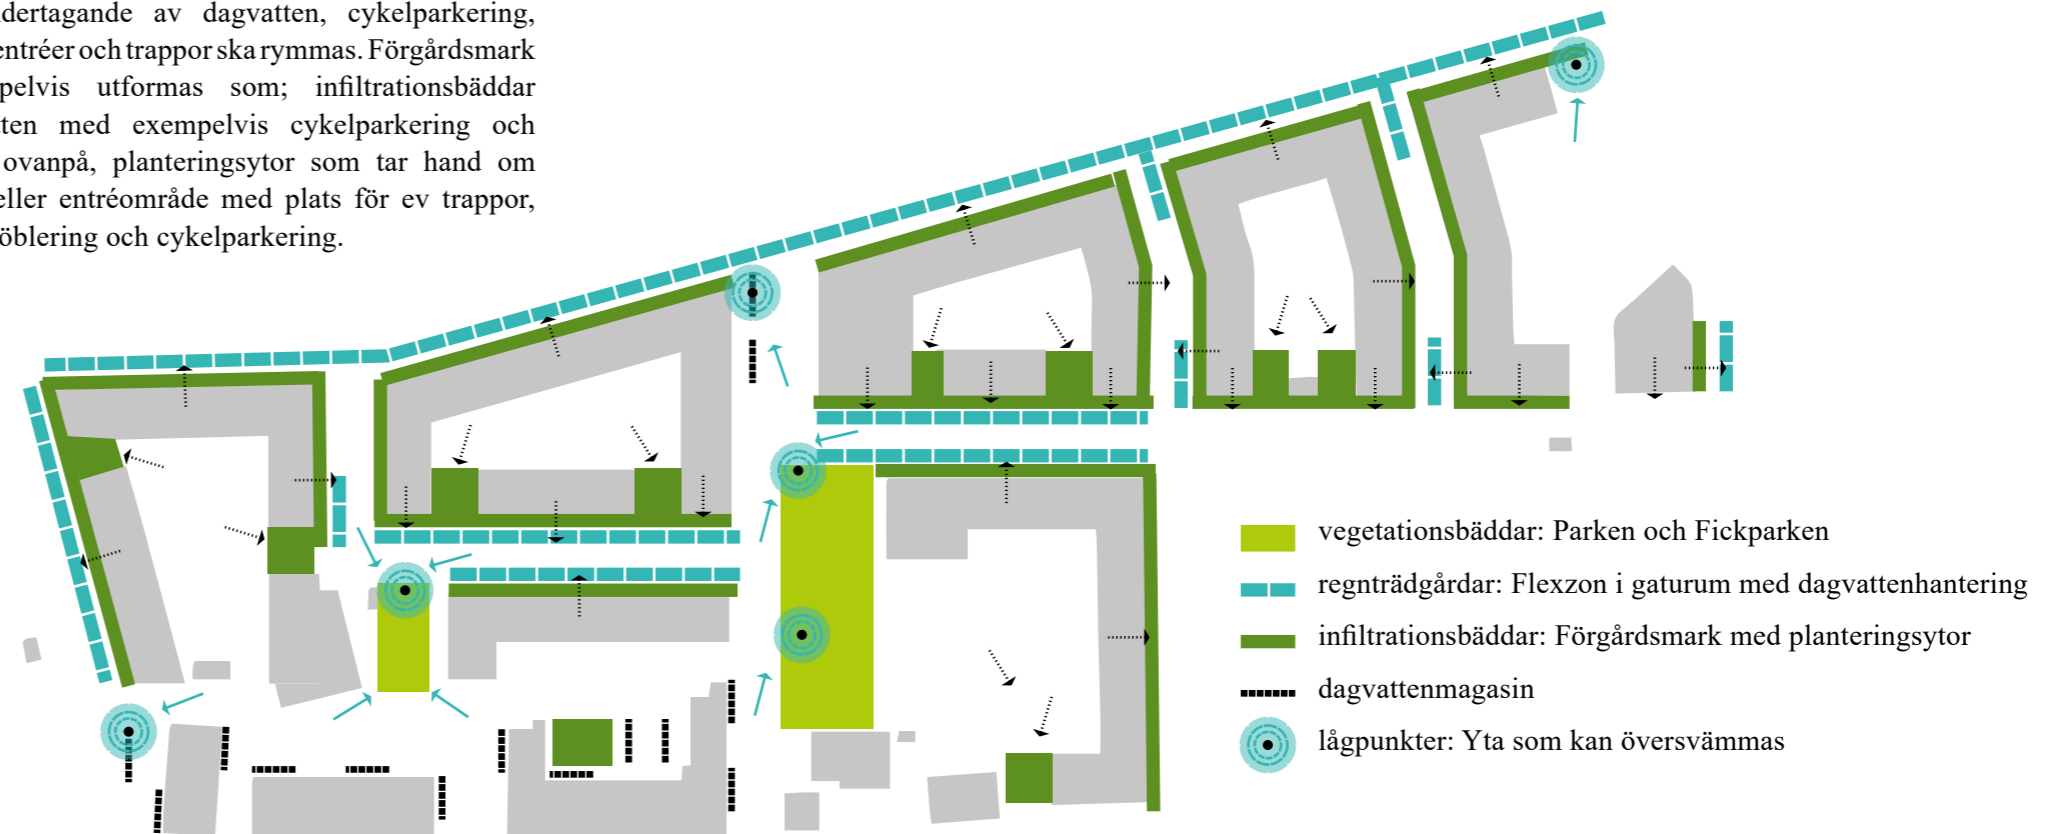 dertagande av dagvatten, cykelparkering,
entréer och trappor ska rymmas. Förgårdsmark
pelvis utformas som; infiltrationsbäddar
ten med exempelvis cykelparkering och
ovanpå, planteringsytor som tar hand om
eller entréområde med plats för ev trappor,
öblering och cykelparkering.
vegetationsbäddar: Parken och Fickparken
regnträdgårdar: Flexzon i gaturum med dagvattenhantering
infiltrationsbäddar: Förgårdsmark med planteringsytor
dagvattenmagasin
lågpunkter: Yta som kan översvämmas